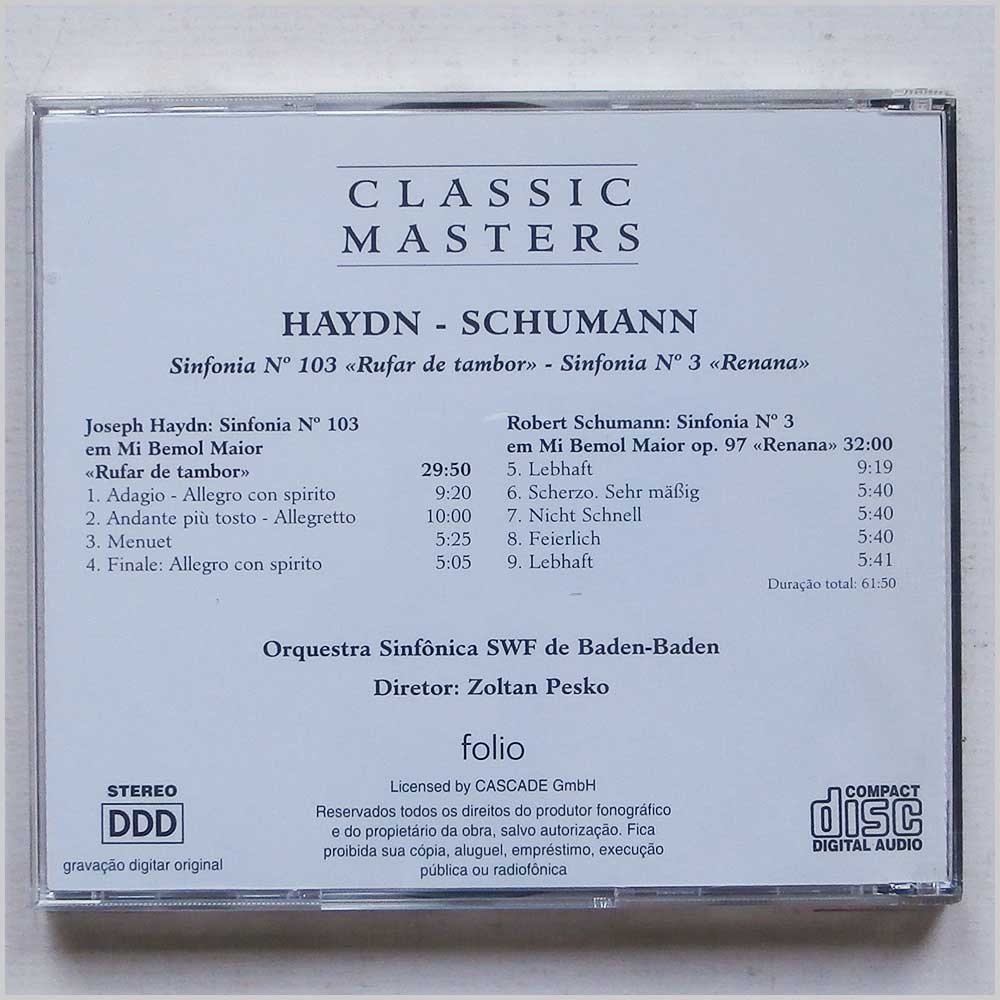 CLASSIC
MASTERS
HAYDN - SCHUMANN
Sinfonia Nº 103 «Rufar de tambor» - Sinfonia Nº 3 «Renana»
Joseph Haydn: Sinfonia Nº 103
em Mi Bemol Maior
«Rufar de tambor» 29:50
1. Adagio - Allegro con spirito 9:20
2. Andante più tosto - Allegretto 10:00
3. Menuet 5:25
4. Finale: Allegro con spirito 5:05
Robert Schumann: Sinfonia Nº 3
em Mi Bemol Maior op. 97 «Renana» 32:00
5. Lebhaft 9:19
6. Scherzo. Sehr mäßig 5:40
7. Nicht Schnell 5:40
8. Feierlich 5:40
9. Lebhaft 5:41
Duração total: 61:50
Orquestra Sinfônica SWF de Baden-Baden
Diretor: Zoltan Pesko
folio
Licensed by CASCADE GmbH
Reservados todos os direitos do produtor fonográfico
e do propietário da obra, salvo autorização. Fica
proibida sua cópia, aluguel, empréstimo, execução
pública ou radiofônica
STEREO
DDD
gravação digitar original
COMPACT
disc
DIGITAL AUDIO